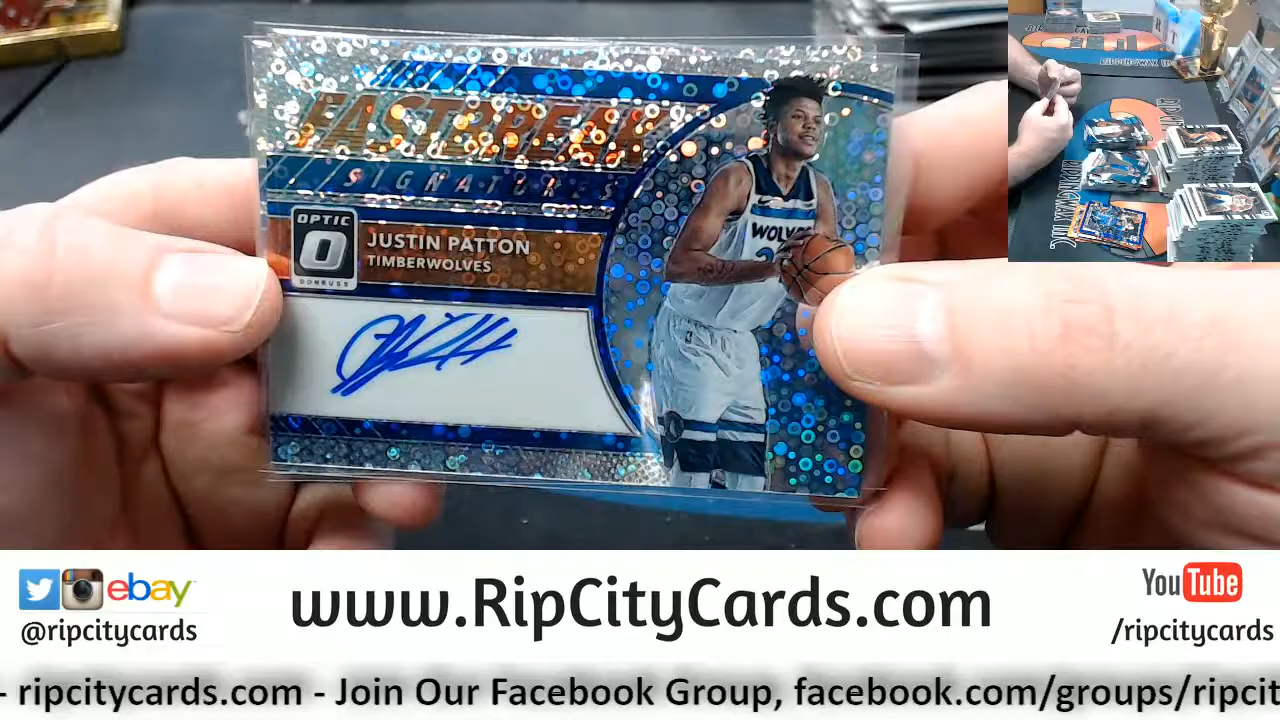 FASTBREAK
SIGNATURES
OPTIC
DONRUSS
JUSTIN PATTON
TIMBERWOLVES
WOLVES
ebay
@ripcitycards
www.RipCityCards.com
YouTube
/ripcitycards
- ripcitycards.com - Join Our Facebook Group, facebook.com/groups/ripcit